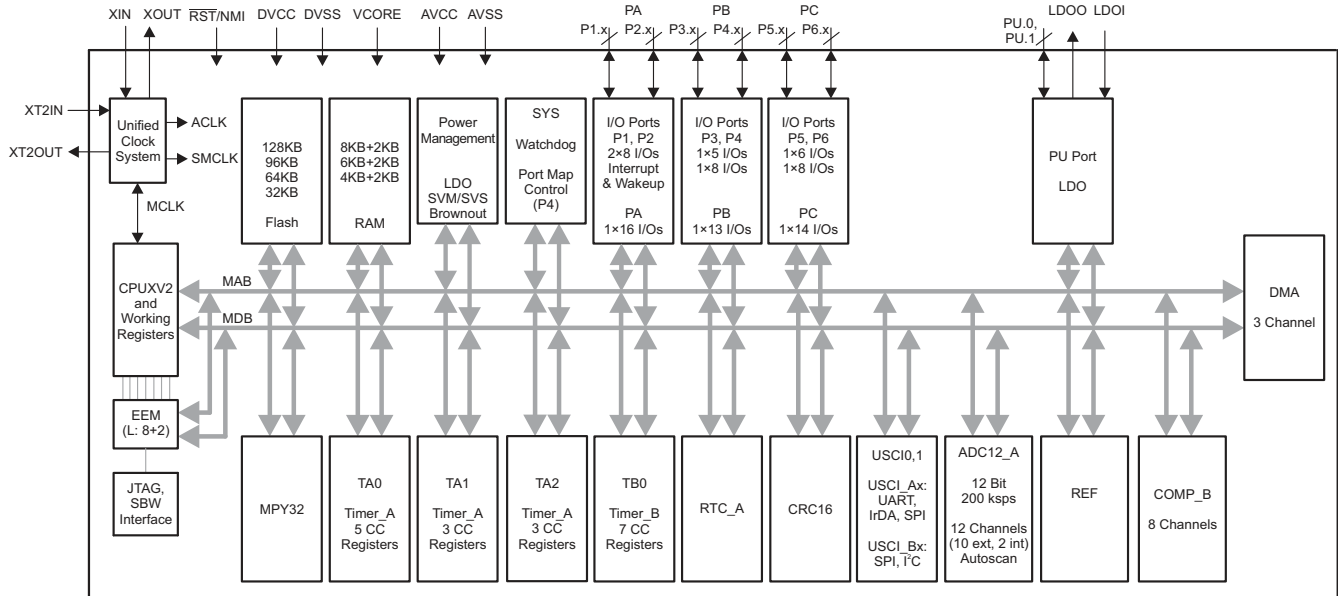 XIN XOUT RST/NMI DVCC DVSS VCORE AVCC AVSS PA PB PC PU.0, LDOO LDOI
P1.x P2.x P3.x P4.x P5.x P6.x PU.1
XT2IN
XT2OUT
Unified
Clock
System
ACLK
SMCLK
MCLK
128KB
96KB
64KB
32KB
Flash
8KB+2KB
6KB+2KB
4KB+2KB
RAM
Power
Management
LDO
SVM/SVS
Brownout
SYS
Watchdog
Port Map
Control
(P4)
I/O Ports
P1, P2
2×8 I/Os
Interrupt
& Wakeup
PA
1×16 I/Os
I/O Ports
P3, P4
1×5 I/Os
1×8 I/Os
PB
1×13 I/Os
I/O Ports
P5, P6
1×6 I/Os
1×8 I/Os
PC
1×14 I/Os
PU Port
LDO
CPUXV2
and
Working
Registers
MAB
MDB
DMA
3 Channel
EEM
(L: 8+2)
JTAG,
SBW
Interface
MPY32
TA0
Timer_A
5 CC
Registers
TA1
Timer_A
3 CC
Registers
TA2
Timer_A
3 CC
Registers
TB0
Timer_B
7 CC
Registers
RTC_A
CRC16
USCI0,1
USCI_Ax:
UART,
IrDA, SPI
USCI_Bx:
SPI, I²C
ADC12_A
12 Bit
200 ksps
12 Channels
(10 ext, 2 int)
Autoscan
REF
COMP_B
8 Channels